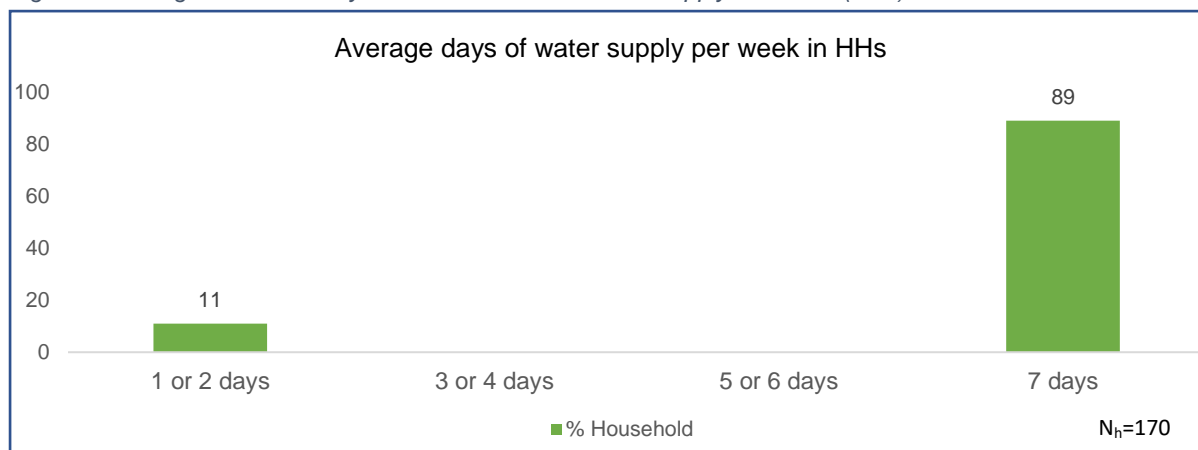 Average days of water supply per week in HHs
100
89
80
60
40
20
11
0
1 or 2 days 3 or 4 days 5 or 6 days 7 days
% Household
Nh=170